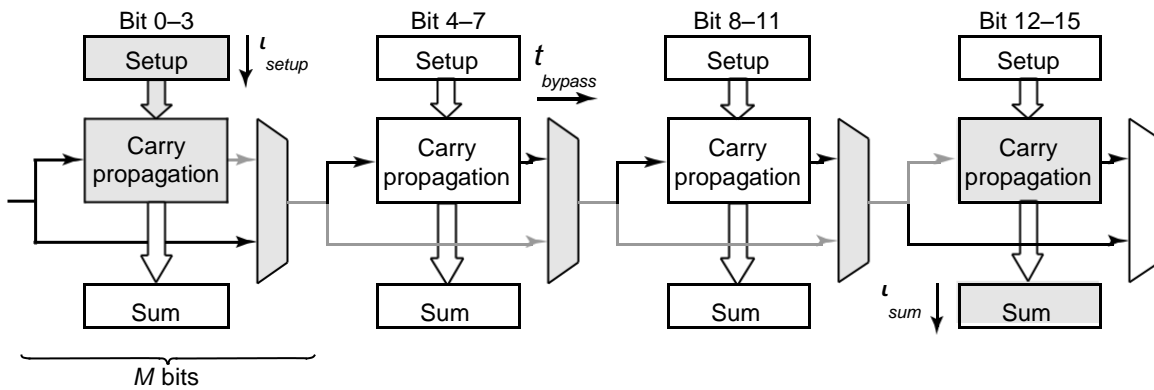 Bit 0–3 Bit 4–7 Bit 8–11 Bit 12–15
Setup
setup
Setup
t
bypass
Setup
Setup
Carry
propagation
Carry
propagation
Carry
propagation
Carry
propagation
Sum
Sum
Sum
sum
Sum
M bits